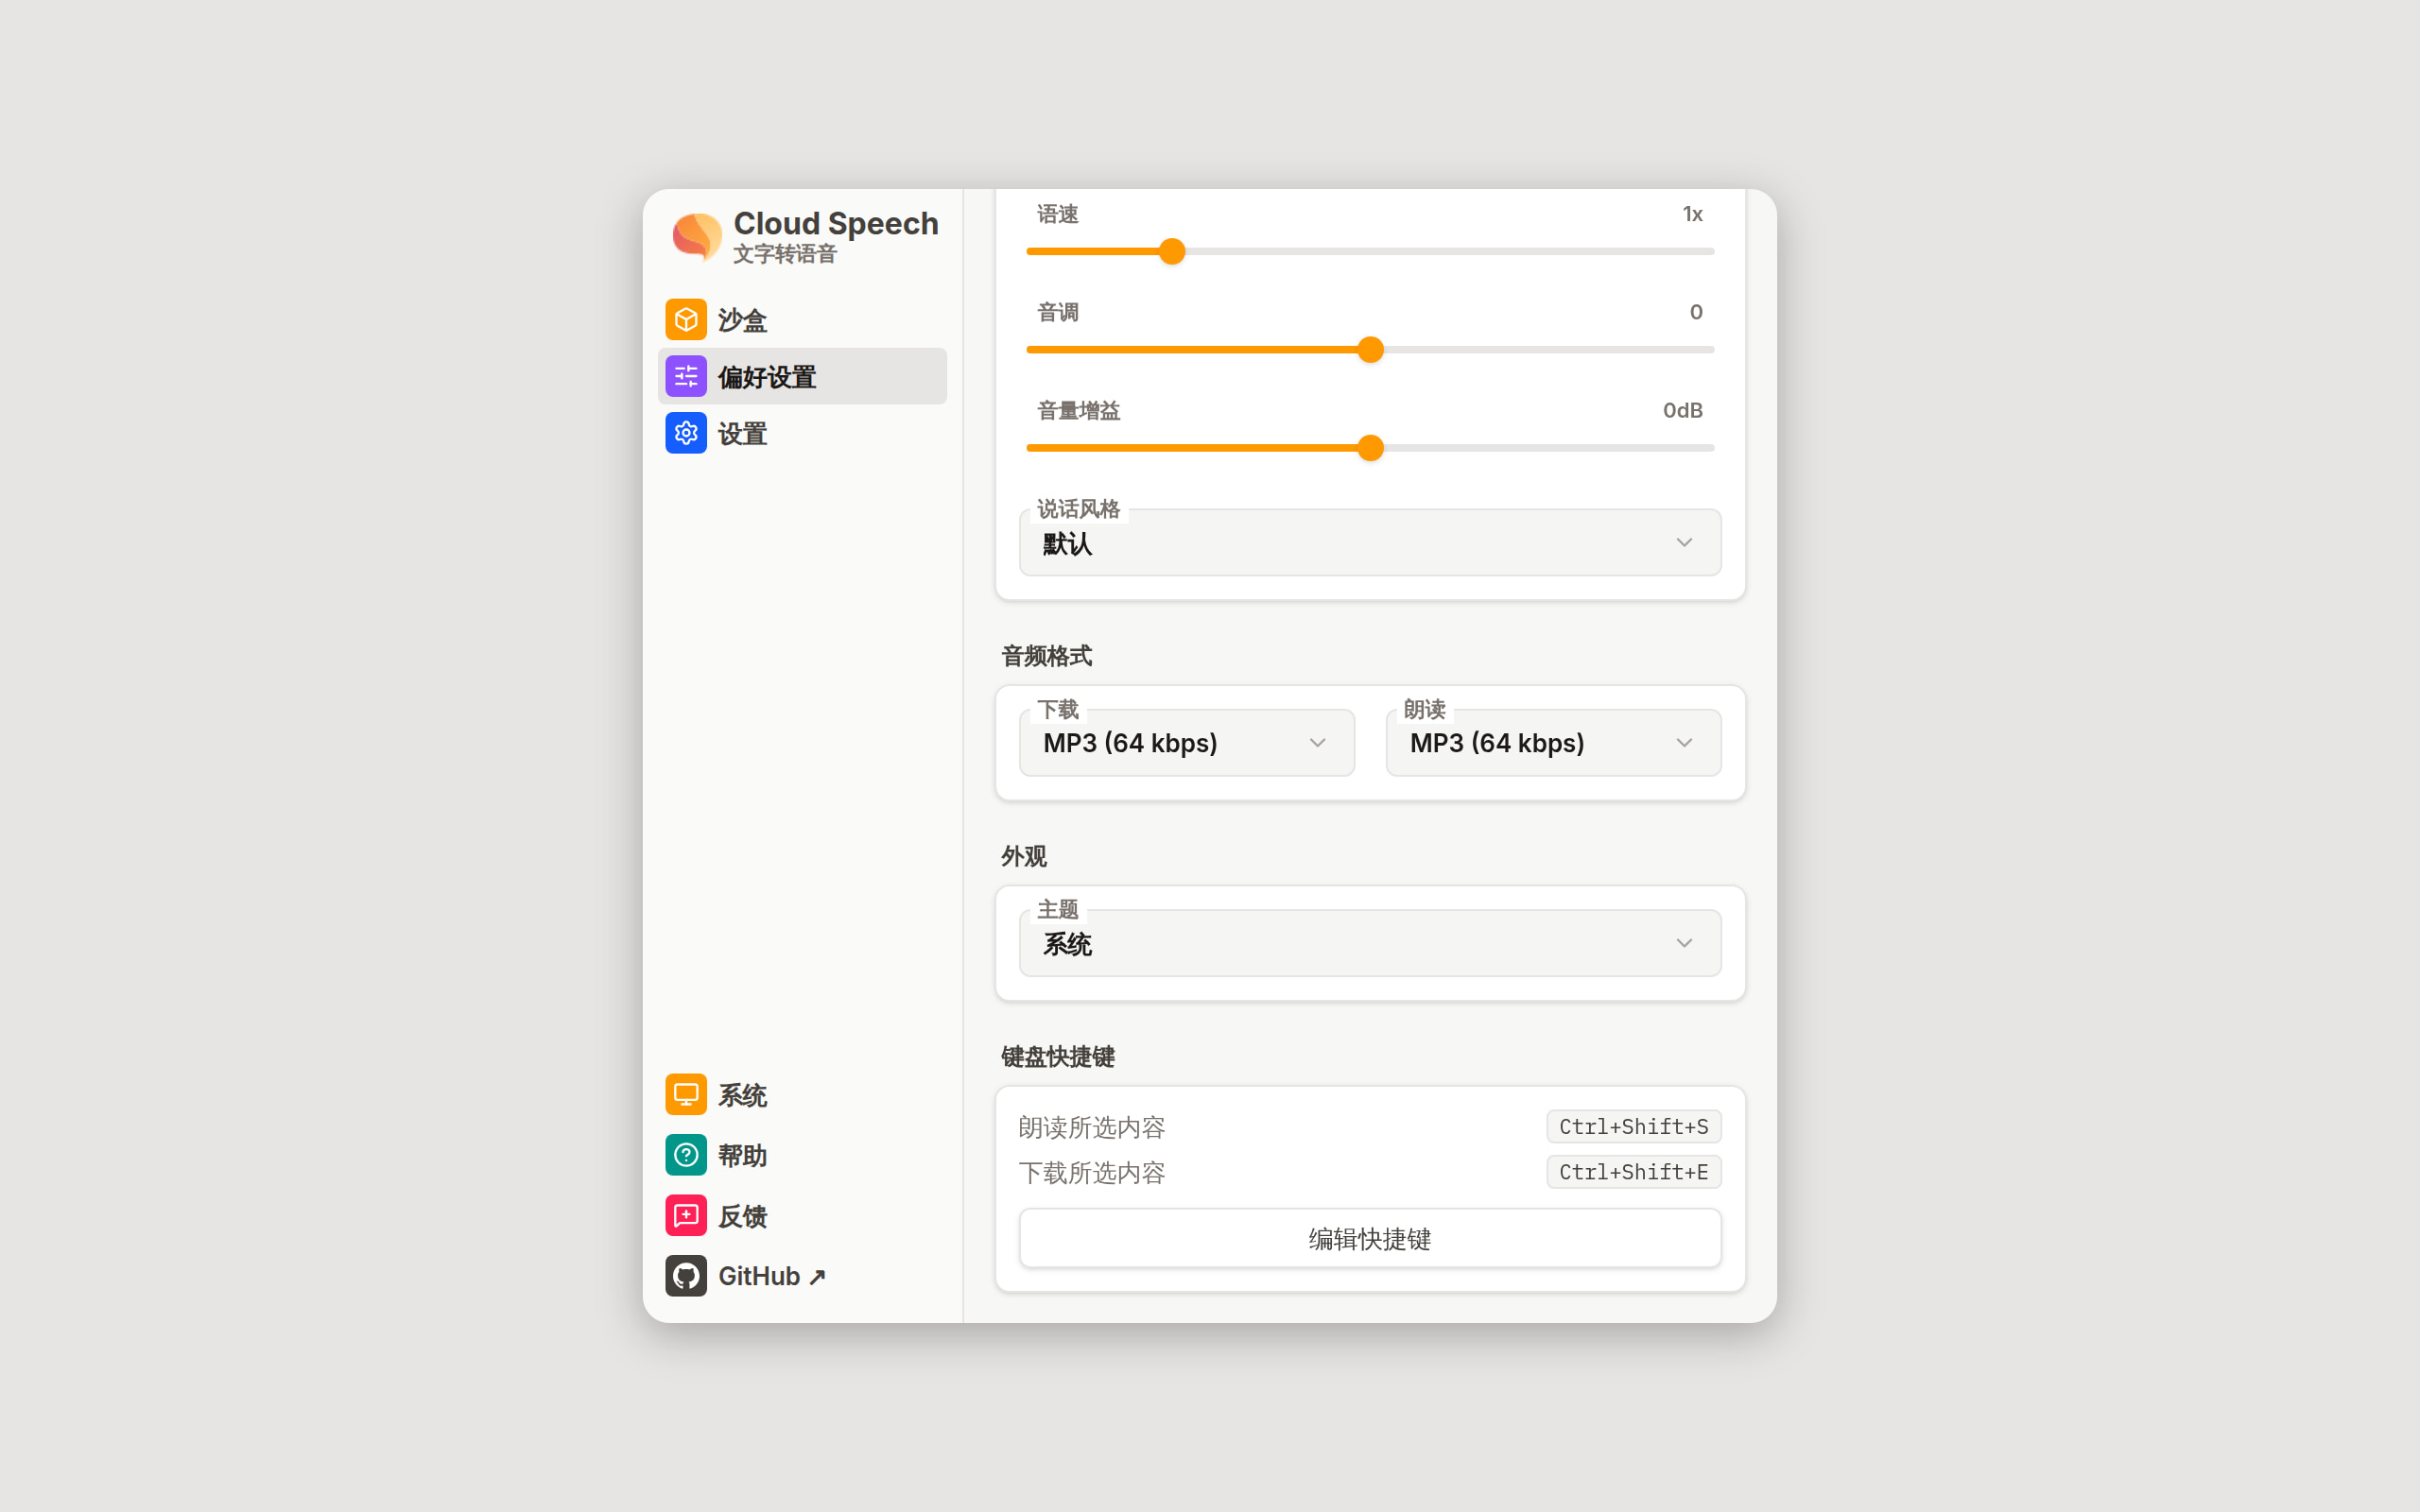 Cloud Speech
文字转语音
沙盒
偏好设置
设置
系统
帮助
反馈
GitHub ↗
语速 1x
音调 0
音量增益 0dB
说话风格
默认
音频格式
下载 朗读
MP3 (64 kbps) MP3 (64 kbps)
外观
主题
系统
键盘快捷键
朗读所选内容 Ctrl+Shift+S
下载所选内容 Ctrl+Shift+E
编辑快捷键